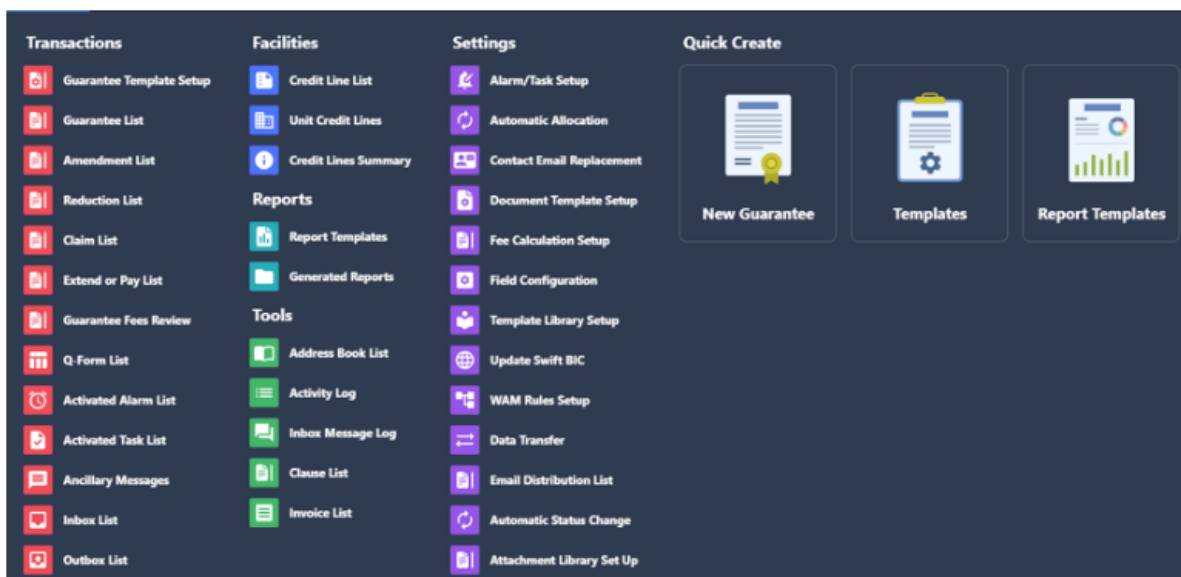 Transactions
Guarantee Template Setup
Guarantee List
Amendment List
Reduction List
Claim List
Extend or Pay List
Guarantee Fees Review
Q-Form List
Activated Alarm List
Activated Task List
Ancillary Messages
Inbox List
Outbox List
Facilities
Credit Line List
Unit Credit Lines
Credit Lines Summary
Reports
Report Templates
Generated Reports
Tools
Address Book List
Activity Log
Inbox Message Log
Clause List
Invoice List
Settings
Alarm/Task Setup
Automatic Allocation
Contact Email Replacement
Document Template Setup
Fee Calculation Setup
Field Configuration
Template Library Setup
Update Swift BIC
WAM Rules Setup
Data Transfer
Email Distribution List
Automatic Status Change
Attachment Library Set Up
Quick Create
New Guarantee
Templates
Report Templates